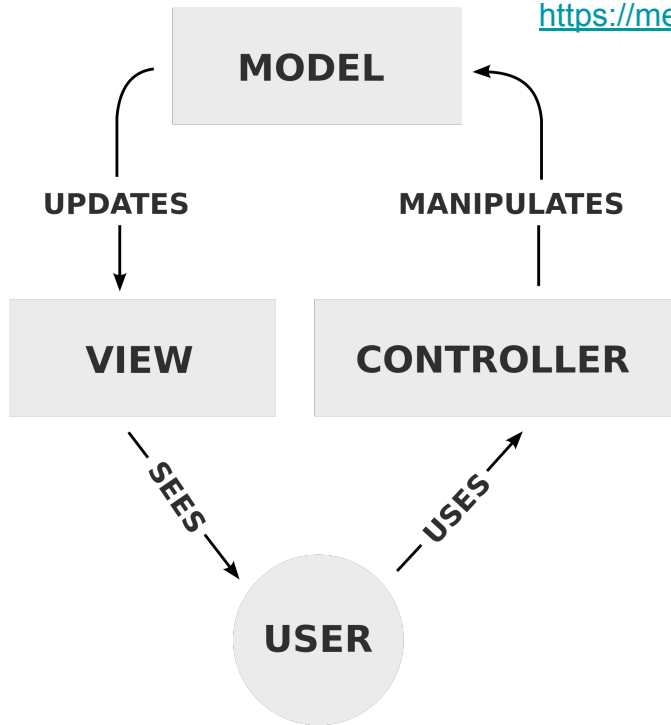 https://me
MODEL
UPDATES
MANIPULATES
VIEW
CONTROLLER
SEES
USES
USER